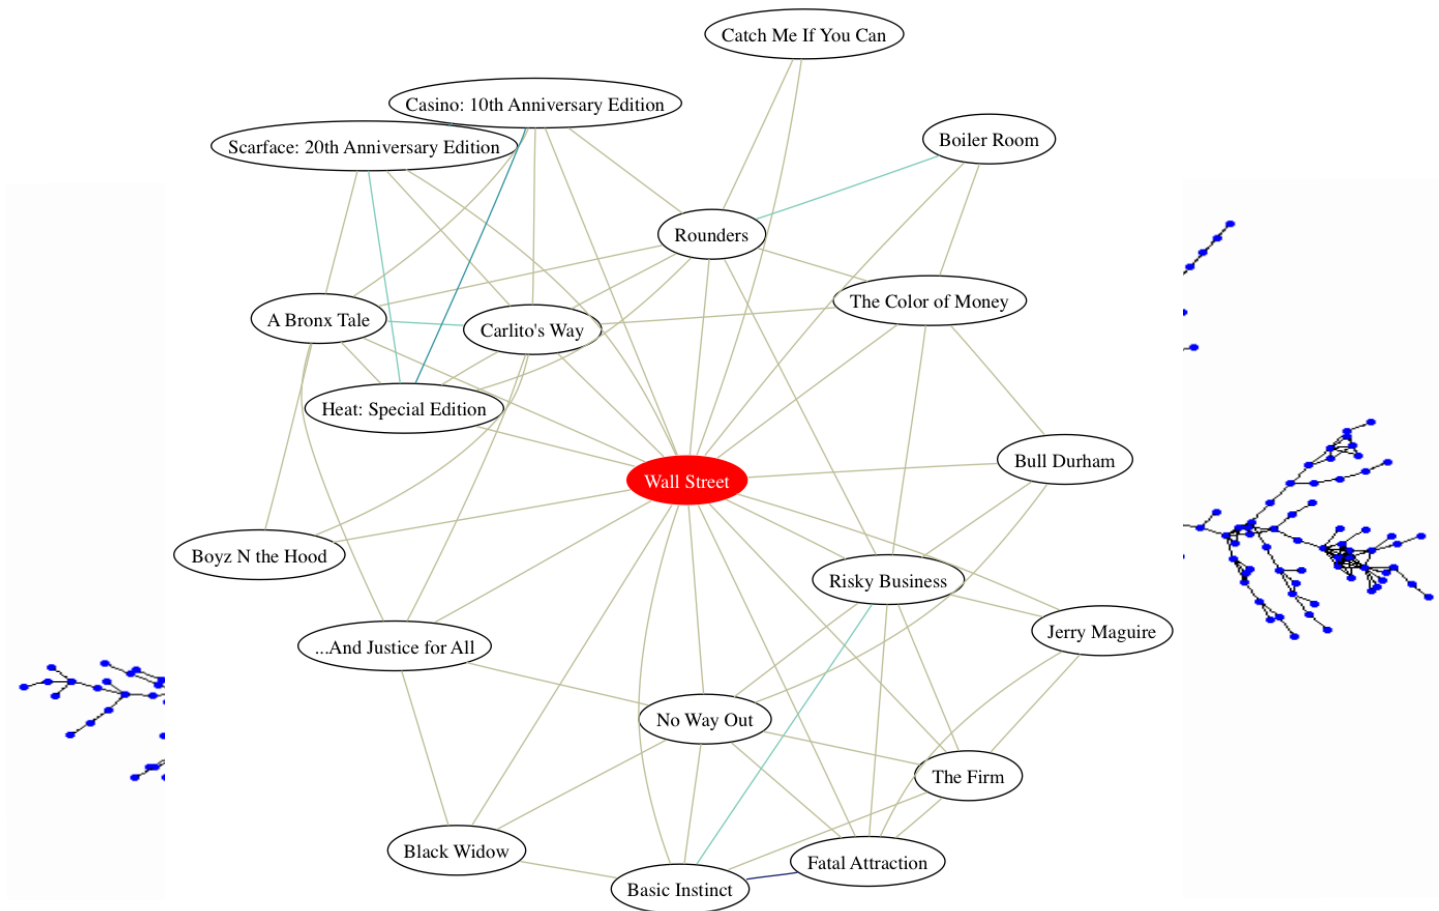 Catch Me If You Can
Casino: 10th Anniversary Edition
Scarface: 20th Anniversary Edition
Boiler Room
Rounders
The Color of Money
A Bronx Tale
Carlito's Way
Heat: Special Edition
Bull Durham
Wall Street
Boyz N the Hood
Risky Business
Jerry Maguire
...And Justice for All
No Way Out
The Firm
Black Widow
Fatal Attraction
Basic Instinct